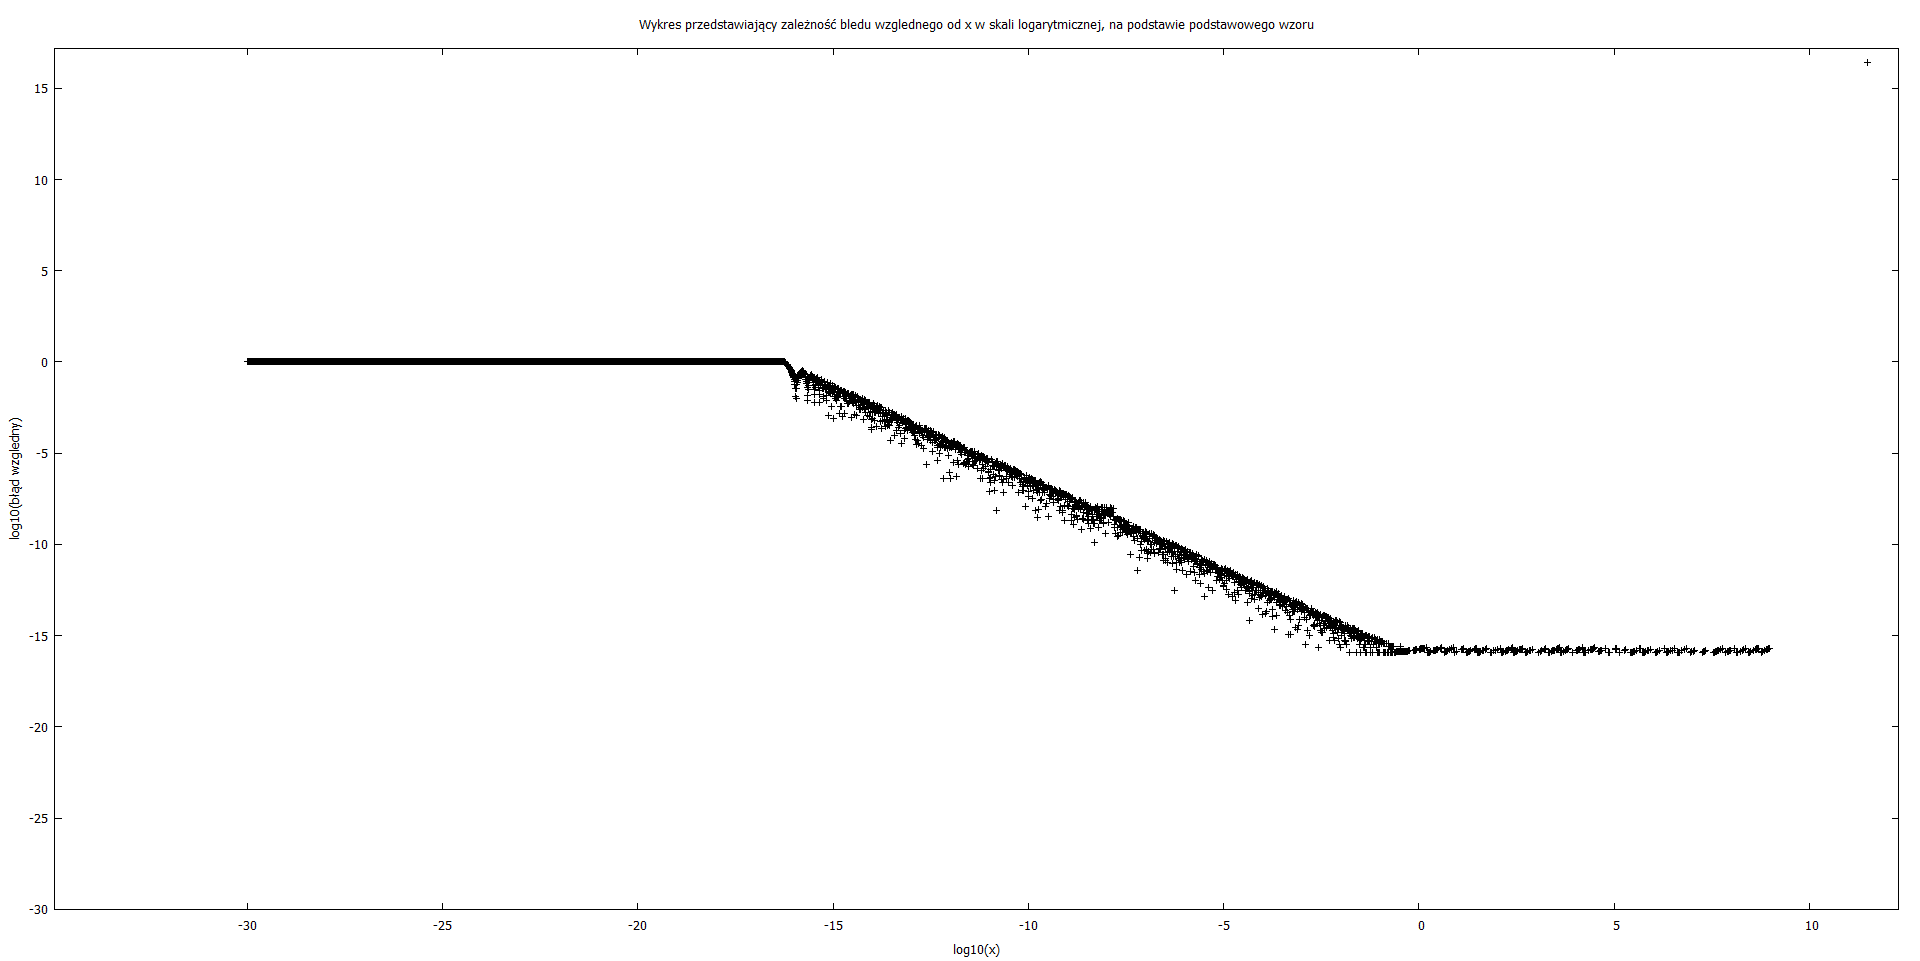 Wykres przedstawiający zależność bledu wzglednego od x w skali logarytmicznej, na podstawie podstawowego wzoru
15
10
5
0
-5
-10
-15
-20
-25
-30
log10(błąd wzgledny)
-30 -25 -20 -15 -10 -5 0 5 10
log10(x)